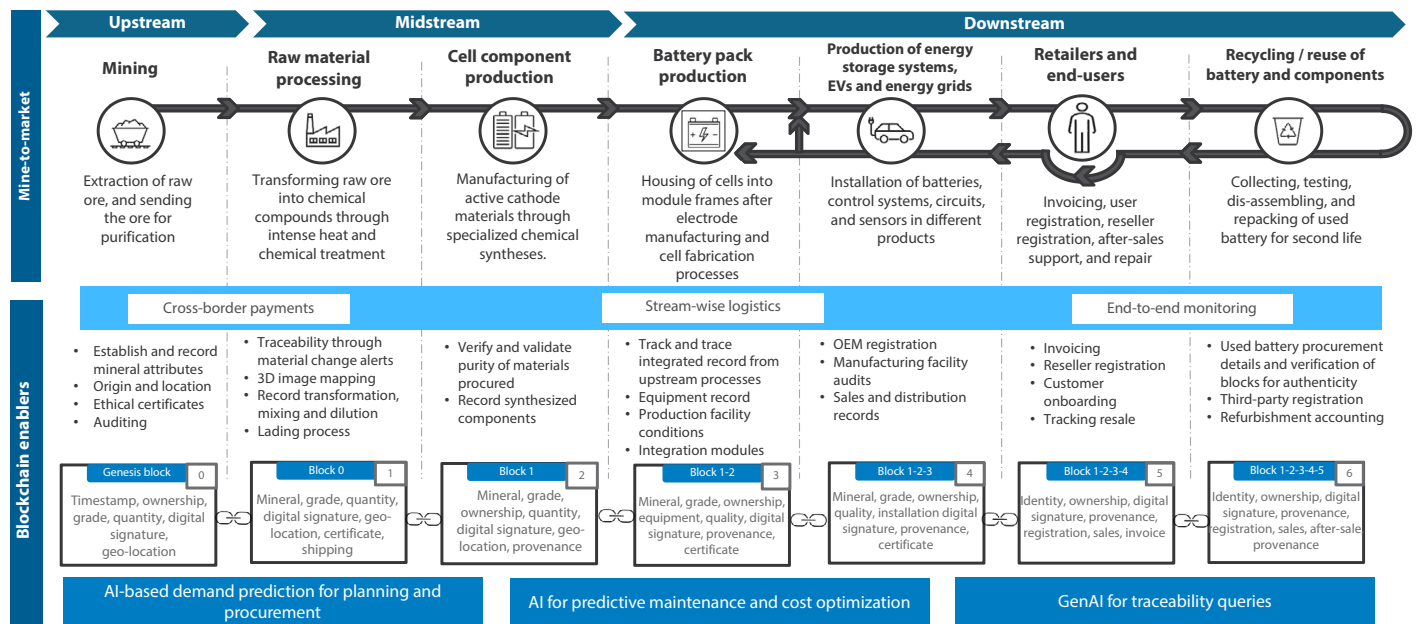 Upstream
Midstream
Downstream
Mine-to-market
Mining
Raw material
processing
Cell component
production
Battery pack
production
Production of energy
storage systems,
EVs and energy grids
Retailers and
end-users
Recycling / reuse of
battery and components
Extraction of raw
ore, and sending
the ore for
purification
Transforming raw ore
into chemical
compounds through
intense heat and
chemical treatment
Manufacturing of
active cathode
materials through
specialized chemical
syntheses.
Housing of cells into
module frames after
electrode
manufacturing and
cell fabrication
processes
Installation of batteries,
control systems, circuits,
and sensors in different
products
Invoicing, user
registration, reseller
registration, after-sales
support, and repair
Collecting, testing,
dis-assembling, and
repacking of used
battery for second life
Blockchain enablers
Cross-border payments
Stream-wise logistics
End-to-end monitoring
• Establish and record
mineral attributes
• Origin and location
• Ethical certificates
• Auditing
• Traceability through
material change alerts
• 3D image mapping
• Record transformation,
mixing and dilution
• Lading process
• Verify and validate
purity of materials
procured
• Record synthesized
components
• Track and trace
integrated record from
upstream processes
• Equipment record
• Production facility
conditions
• Integration modules
• OEM registration
• Manufacturing facility
audits
• Sales and distribution
records
• Invoicing
• Reseller registration
• Customer
onboarding
• Tracking resale
• Used battery procurement
details and verification of
blocks for authenticity
• Third-party registration
• Refurbishment accounting
Genesis block 0
Timestamp, ownership,
grade, quantity, digital
signature,
geo-location
Block 0 1
Mineral, grade, quantity,
digital signature, geo-
location, certificate,
shipping
Block 1 2
Mineral, grade,
ownership, quantity,
digital signature, geo-
location, provenance
Block 1-2 3
Mineral, grade, ownership,
equipment, quality, digital
signature, provenance,
certificate
Block 1-2-3 4
Mineral, grade, ownership,
quality, installation digital
signature, provenance,
certificate
Block 1-2-3-4 5
Identity, ownership, digital
signature, provenance,
registration, sales, invoice
Block 1-2-3-4-5 6
Identity, ownership, digital
signature, provenance,
registration, sales, after-sale,
provenance
AI-based demand prediction for planning and
procurement
AI for predictive maintenance and cost optimization
GenAI for traceability queries